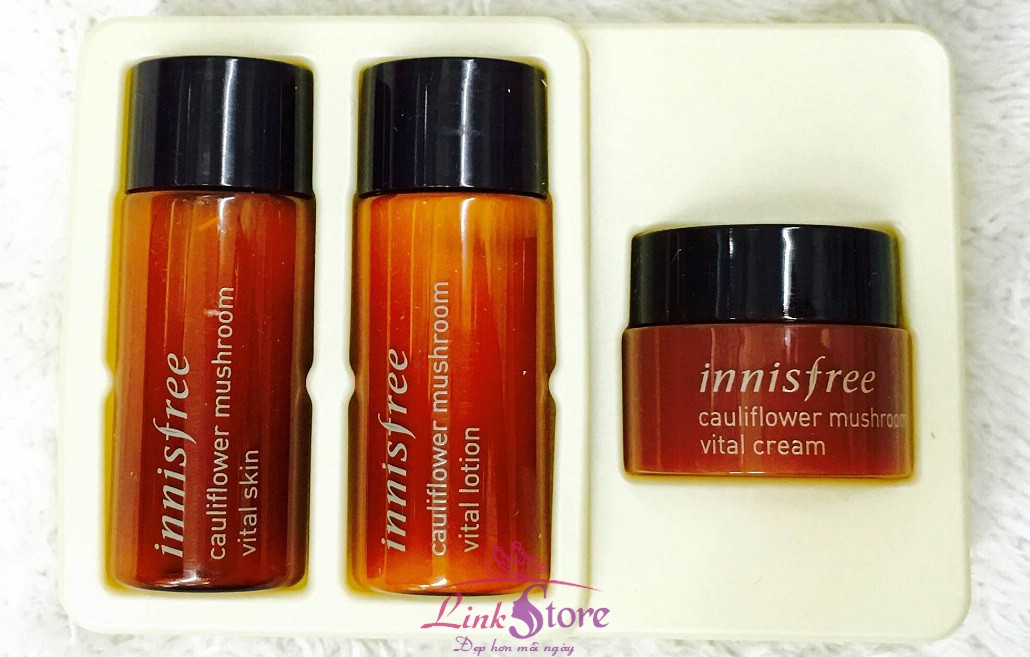 innisfree
cauliflower mushroom
vital skin
innisfree
cauliflower mushroom
vital lotion
innisfree
cauliflower mushroom
vital cream
Link Store
Đẹp hơn mỗi ngày